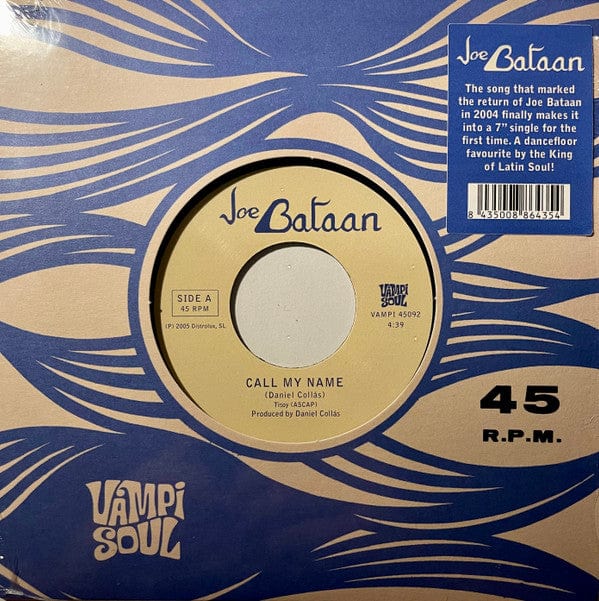 Joe Bataan
The song that marked
the return of Joe Bataan
in 2004 finally makes it
into a 7" single for the
first time. A dancefloor
favourite by the King
of Latin Soul!
8 435008 864354
Joe Bataan
SIDE A
45 RPM
(P) 2005 Distrolux, SL
VAMPI
SOUL
VAMPI 45092
4:39
CALL MY NAME
(Daniel Collás)
Tisoy (ASCAP)
Produced by Daniel Collás
45
R.P.M.
VAMPI
SOUL